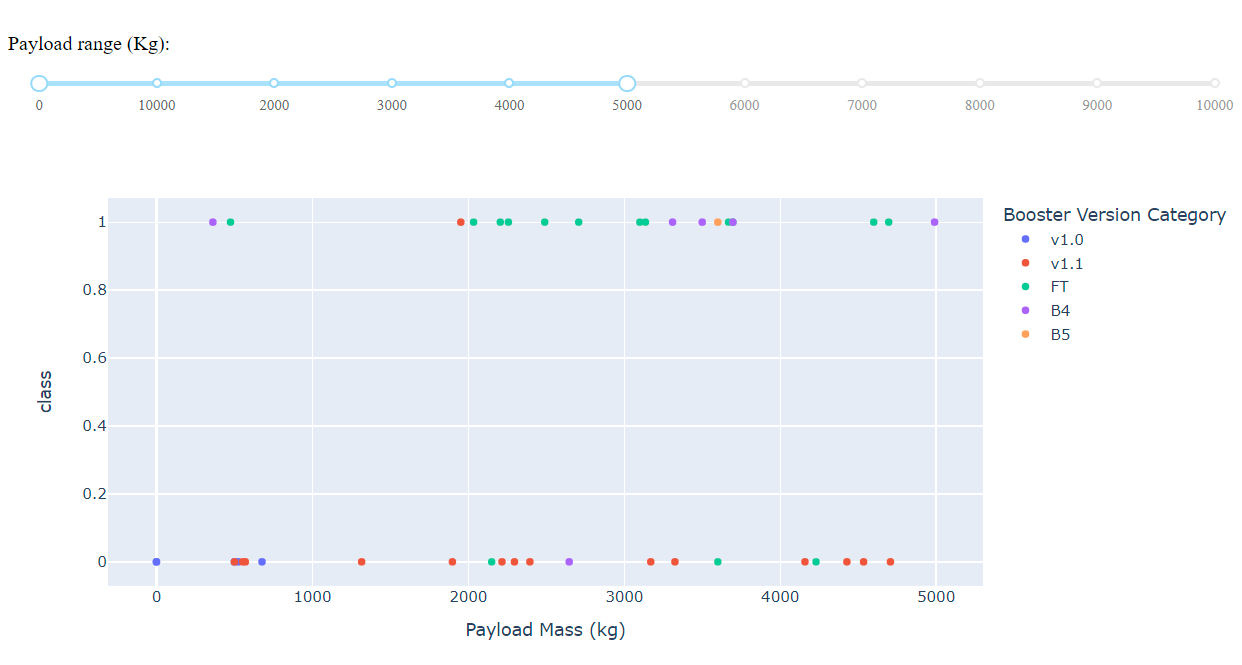 Payload range (Kg):
0 10000 2000 3000 4000 5000 6000 7000 8000 9000 10000
Booster Version Category
v1.0
v1.1
FT
B4
B5
1
0.8
0.6
0.4
0.2
0
class
0 1000 2000 3000 4000 5000
Payload Mass (kg)